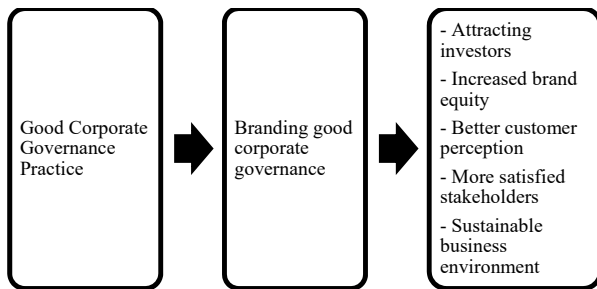 Good Corporate
Governance
Practice
Branding good
corporate
governance
- Attracting
investors
- Increased brand
equity
- Better customer
perception
- More satisfied
stakeholders
- Sustainable
business
environment